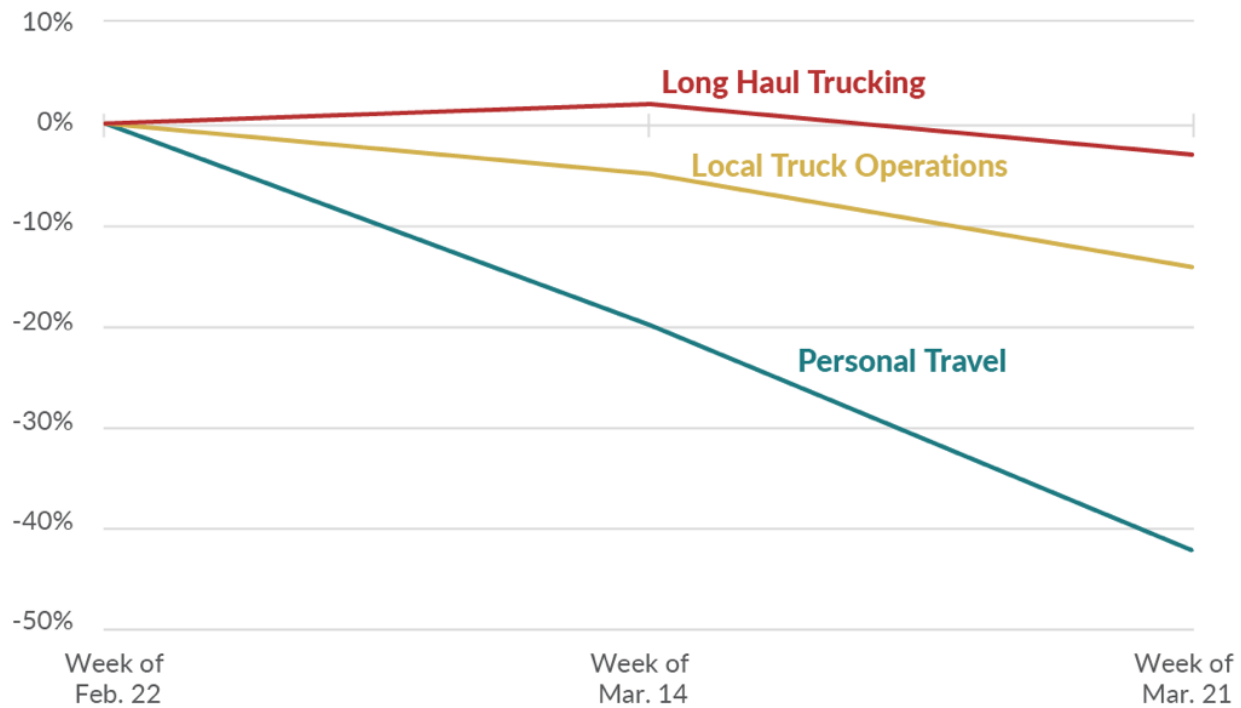 10%
Long Haul Trucking
0%
Local Truck Operations
-10%
-20%
Personal Travel
-30%
-40%
-50%
Week of
Feb. 22
Week of
Mar. 14
Week of
Mar. 21